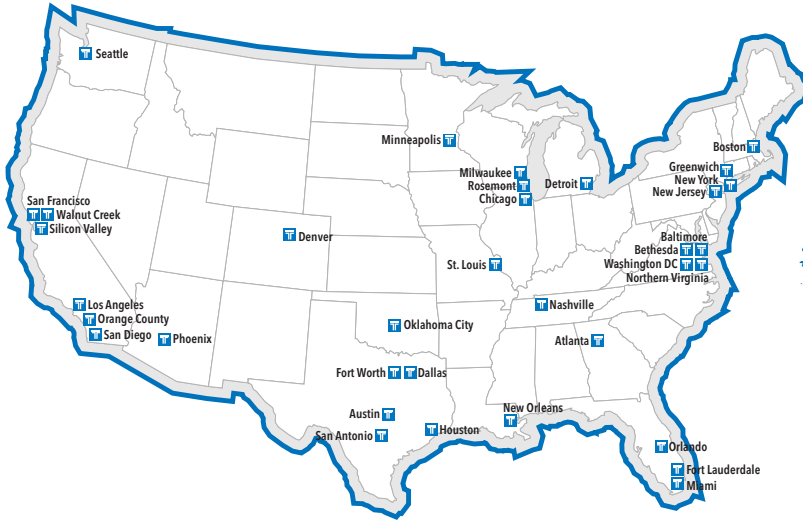 Seattle
Minneapolis
Boston
Milwaukee
Greenwich
Rosemont
Detroit
New York
Chicago
New Jersey
San Francisco
Walnut Creek
Silicon Valley
Denver
Baltimore
Bethesda
St. Louis
Washington DC
Northern Virginia
Los Angeles
Nashville
Orange County
Oklahoma City
San Diego
Phoenix
Atlanta
Fort Worth
Dallas
New Orleans
Austin
Houston
San Antonio
Orlando
Fort Lauderdale
Miami